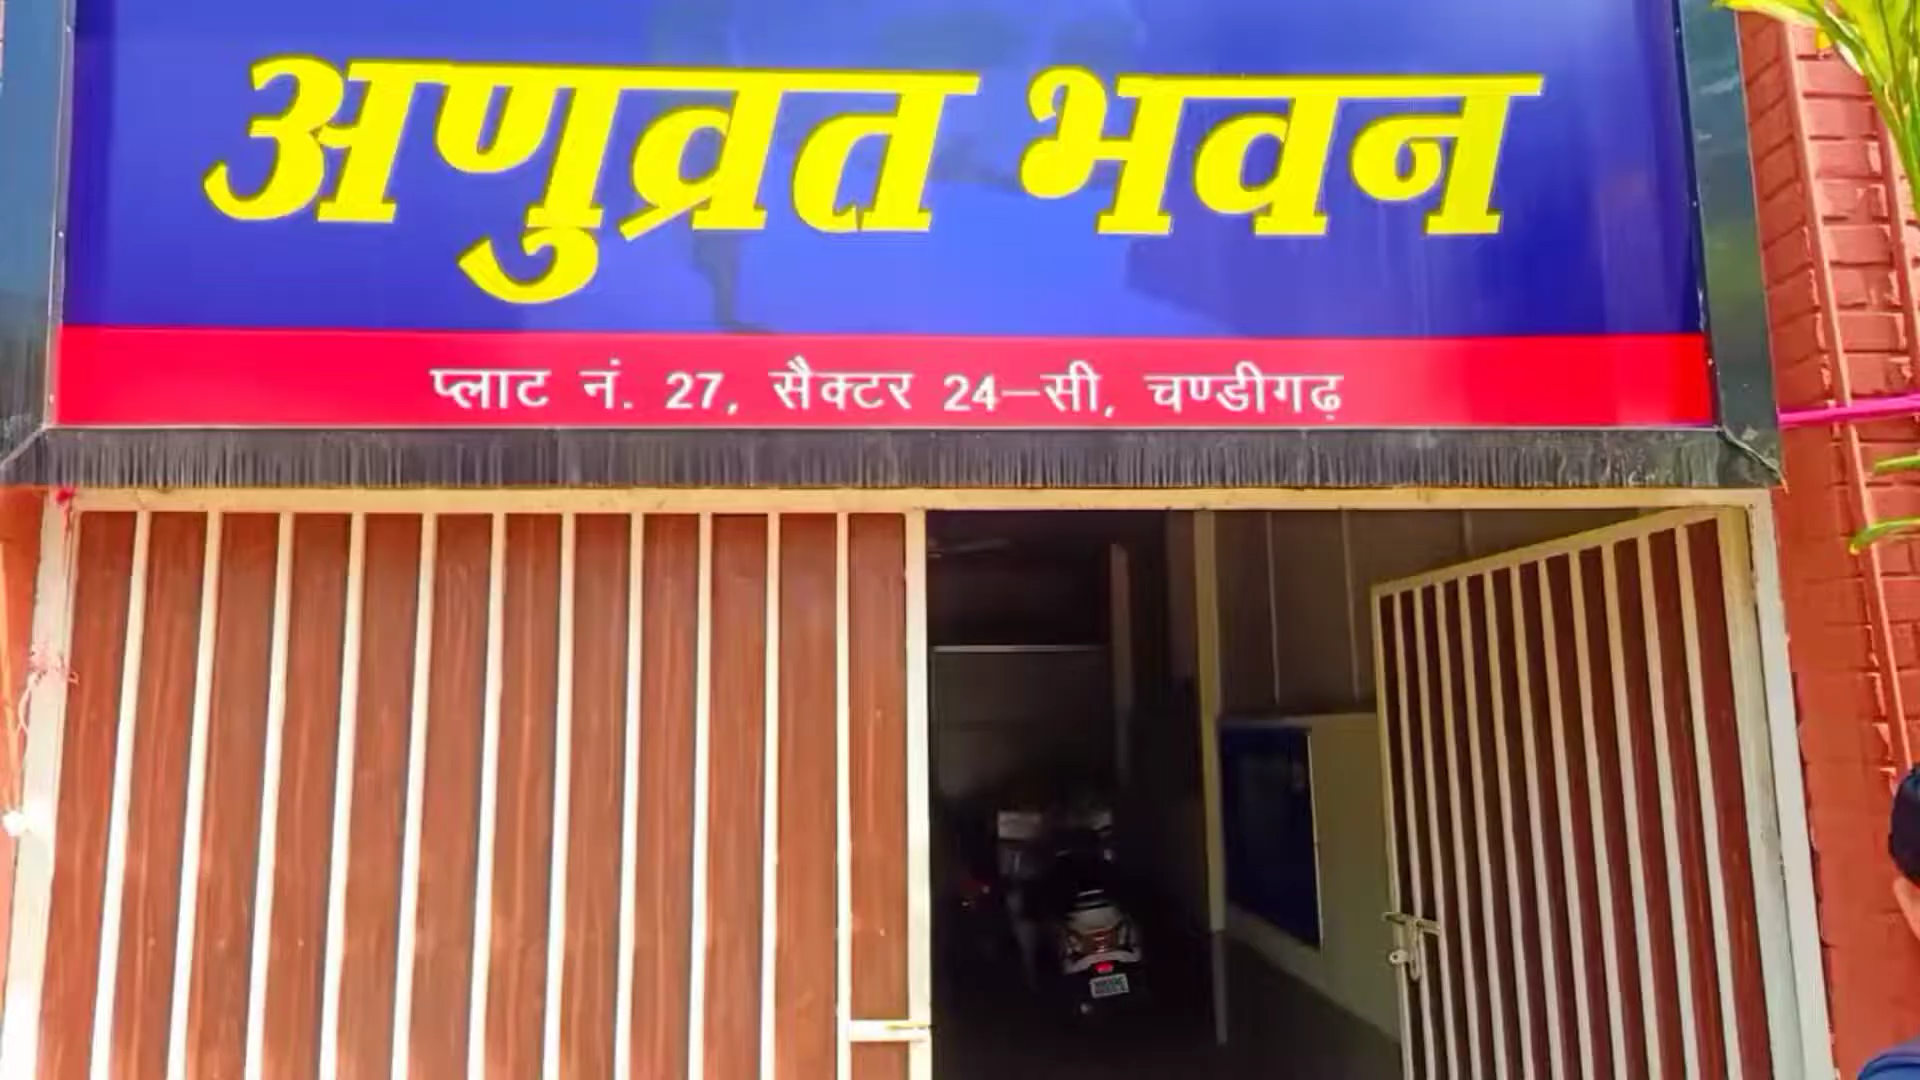 अणुव्रत भवन
प्लाट नं. 27, सैक्टर 24-सी, चण्डीगढ़